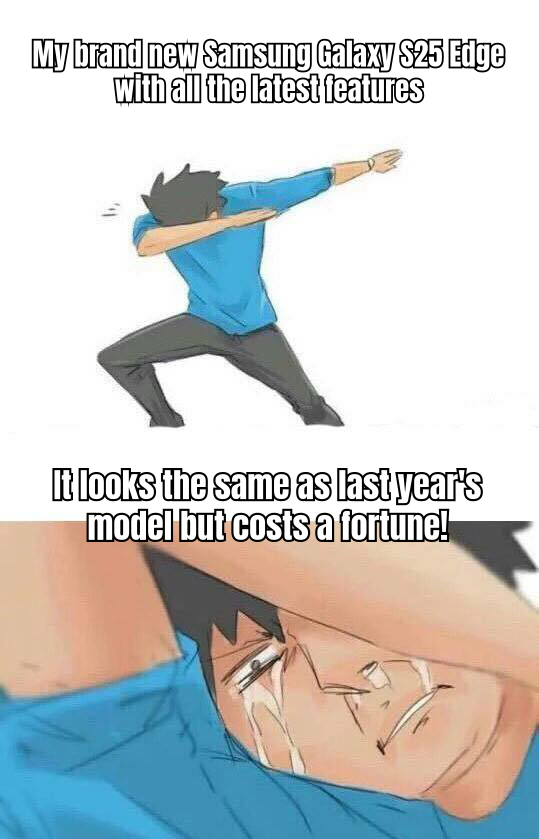 My brand new Samsung Galaxy S25 Edge
with all the latest features
It looks the same as last year's
model but costs a fortune!